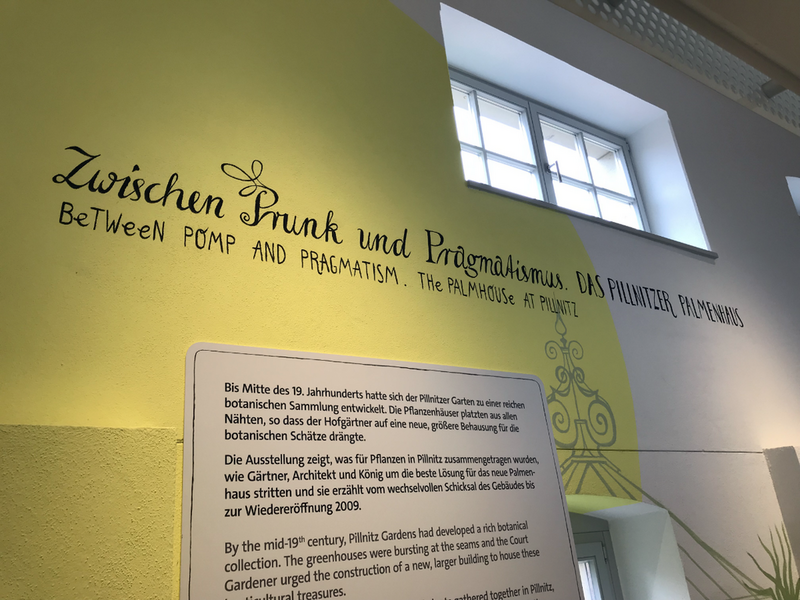 Zwischen Prunk und Pragmatismus. DAS PILLNITZER PALMENHAUS
BeTWeeN POMP AND PRAGMATISM. THe PALMHOUSe AT PILLNITZ
Bis Mitte des 19. Jahrhunderts hatte sich der Pillnitzer Garten zu einer reichen
botanischen Sammlung entwickelt. Die Pflanzenhäuser platzten aus allen
Nähten, so dass der Hofgärtner auf eine neue, größere Behausung für die
botanischen Schätze drängte.
Die Ausstellung zeigt, was für Pflanzen in Pillnitz zusammengetragen wurden,
wie Gärtner, Architekt und König um die beste Lösung für das neue Palmen-
haus stritten und sie erzählt vom wechselvollen Schicksal des Gebäudes bis
zur Wiedereröffnung 2009.
By the mid-19th century, Pillnitz Gardens had developed a rich botanical
collection. The greenhouses were bursting at the seams and the Court
Gardener urged the construction of a new, larger building to house these
treasures.
gathered together in Pillnitz,